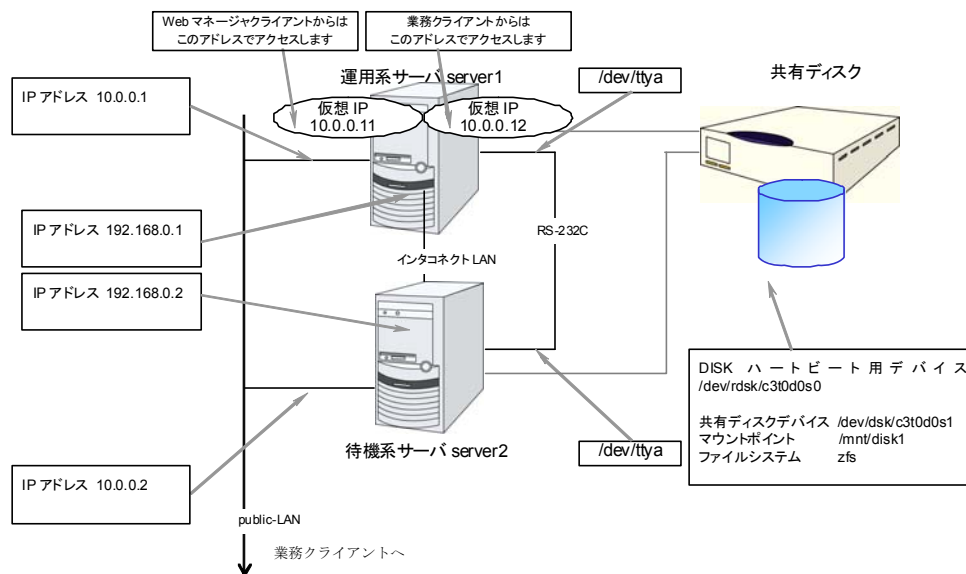 Web マネージャクライアントからは
このアドレスでアクセスします
業務クライアントからは
このアドレスでアクセスします
運用系サーバ server1
/dev/ttya
共有ディスク
IP アドレス 10.0.0.1
仮想 IP
10.0.0.11
仮想 IP
10.0.0.12
IP アドレス 192.168.0.1
RS-232C
インタコネクト LAN
IP アドレス 192.168.0.2
DISK ハートビート用デバイス
/dev/rdsk/c3t0d0s0
共有ディスクデバイス /dev/dsk/c3t0d0s1
マウントポイント /mnt/disk1
ファイルシステム zfs
待機系サーバ server2
/dev/ttya
IP アドレス 10.0.0.2
public-LAN
業務クライアントへ